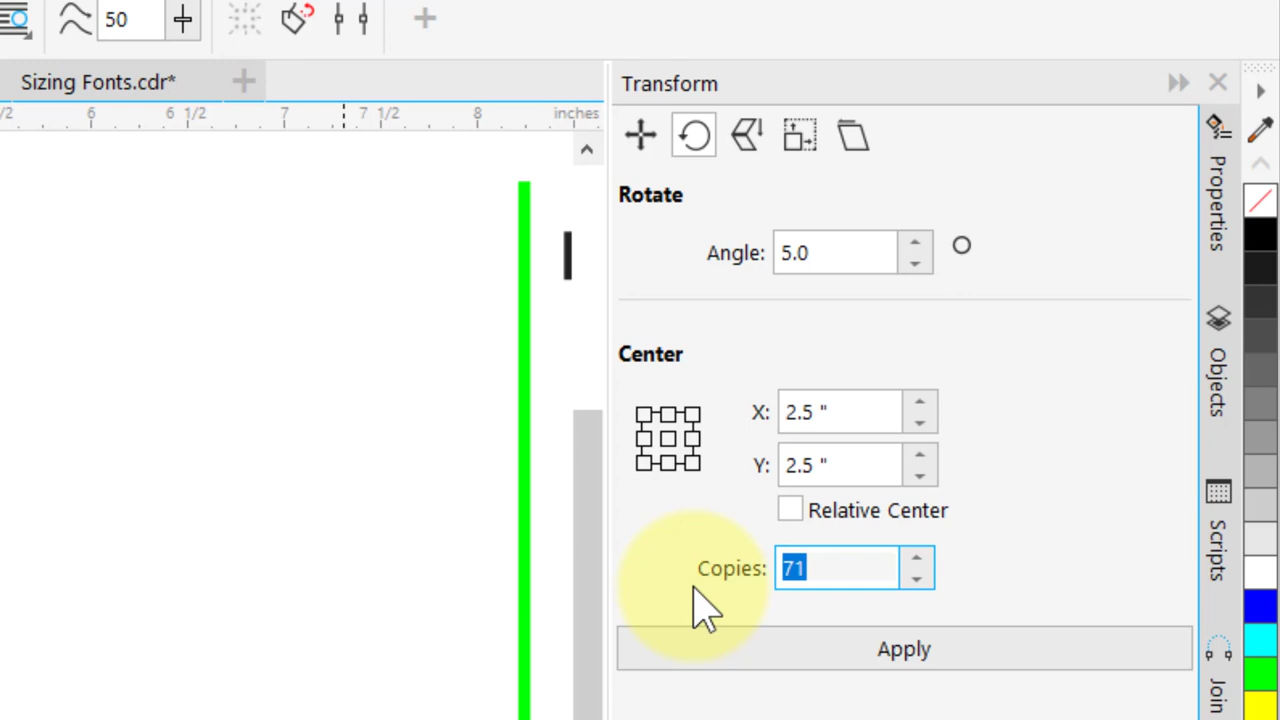 50
Sizing Fonts.cdr*
/2 6 6 1/2 7 7 1/2 8 inches
Transform
Rotate
Angle: 5.0
Center
X: 2.5 "
Y: 2.5 "
Relative Center
Copies: 71
Apply
Properties
Objects
Scripts
Join